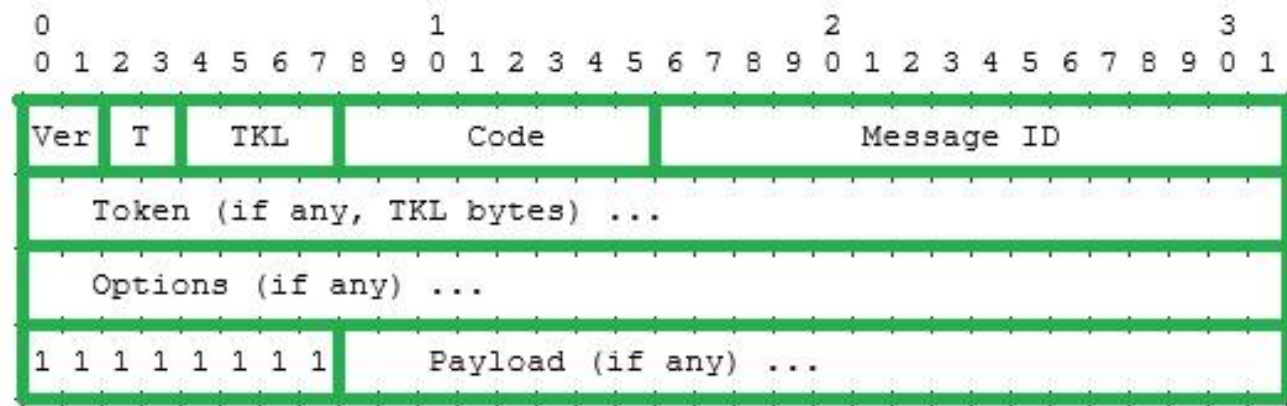 0 1 2 3
0 1 2 3 4 5 6 7 8 9 0 1 2 3 4 5 6 7 8 9 0 1 2 3 4 5 6 7 8 9 0 1
Ver T TKL Code Message ID
Token (if any, TKL bytes) ...
Options (if any) ...
1 1 1 1 1 1 1 1 Payload (if any) ...